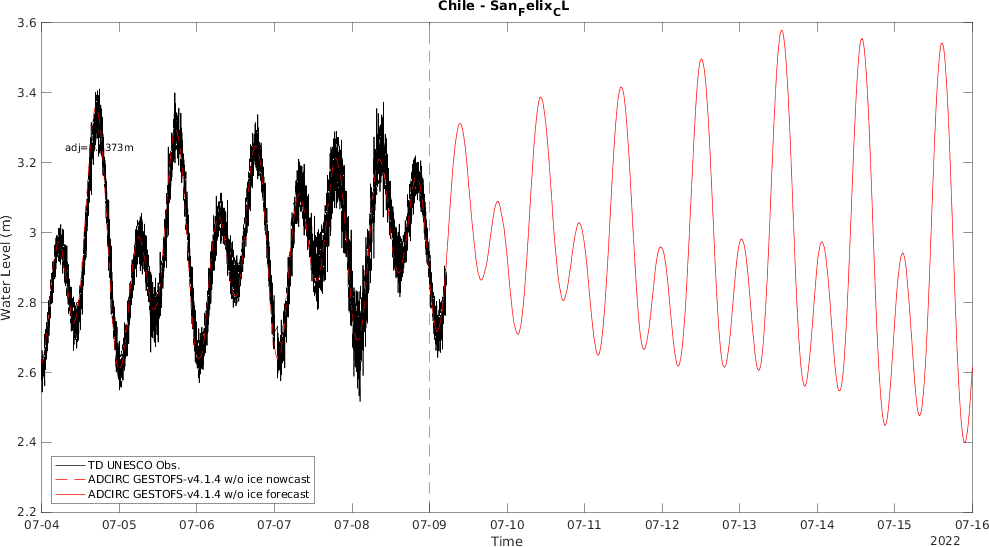 Chile - San_Felix_CL
3.6
3.4
3.2
3
2.8
2.6
2.4
2.2
Water Level (m)
373m
TD UNESCO Obs.
ADCIRC GESTOFS-v4.1.4 w/o ice nowcast
ADCIRC GESTOFS-v4.1.4 w/o ice forecast
07-04 07-05 07-06 07-07 07-08 07-09 07-10 07-11 07-12 07-13 07-14 07-15 07-16
Time
2022